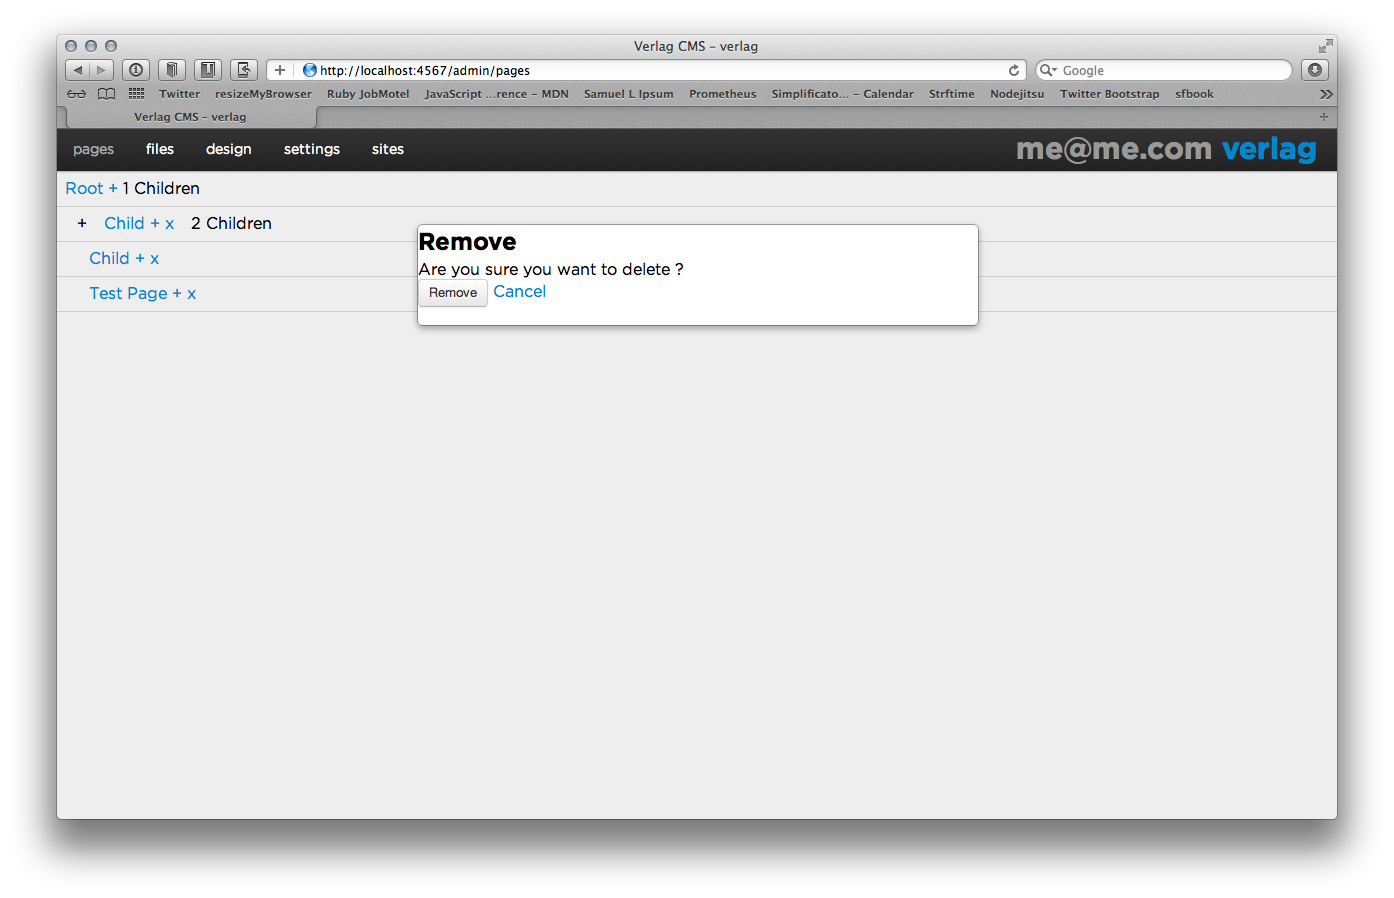 Verlag CMS – verlag
http://localhost:4567/admin/pages
Google
Twitter resizeMyBrowser Ruby JobMotel JavaScript ...rence – MDN Samuel L Ipsum Prometheus Simplificato... – Calendar Strftime Nodejitsu Twitter Bootstrap sfbook
Verlag CMS – verlag
pages files design settings sites me@me.com verlag
Root + 1 Children
+ Child + x 2 Children
Child + x
Test Page + x
Remove
Are you sure you want to delete ?
Remove Cancel